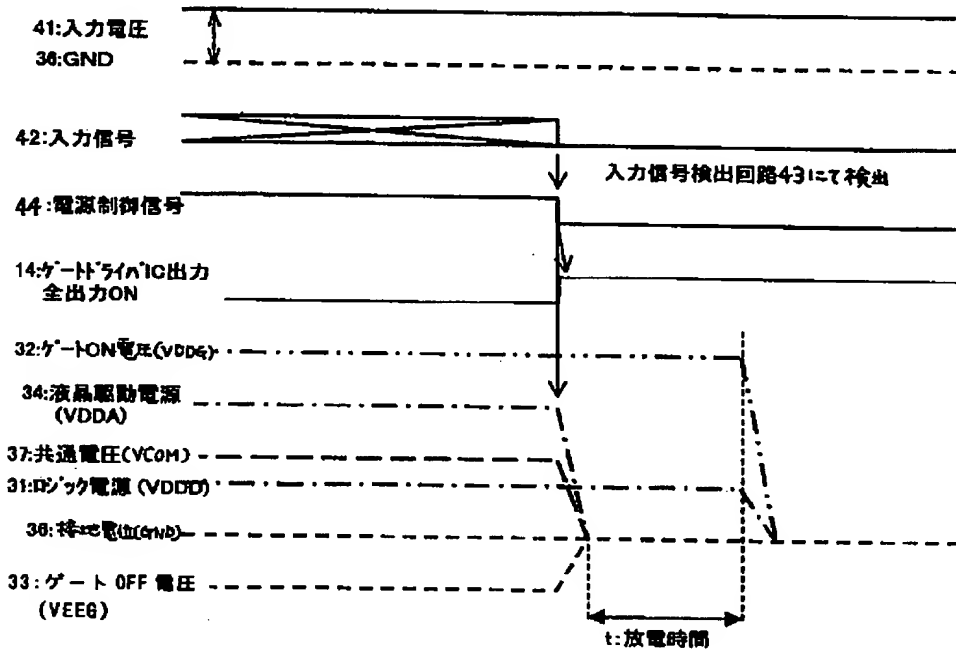 41:入力電圧
36:GND
42:入力信号
入力信号検出回路43にて検出
44:電源制御信号
14:ゲートドライバIC出力
全出力ON
32:ゲートON電圧(VDDG)
34:液晶駆動電源
(VDDA)
37:共通電圧(VCOM)
31:ロジック電源(VDDD)
36:接地電位(GND)
33:ゲートOFF電圧
(VEEG)
t:放電時間